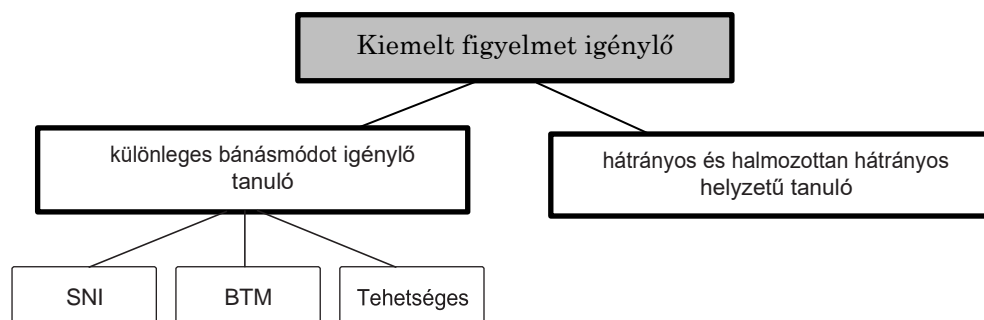 Kiemelt figyelmet igénylő
különleges bánásmódot igénylő
tanuló
hátrányos és halmozottan hátrányos
helyzetű tanuló
SNI
BTM
Tehetséges